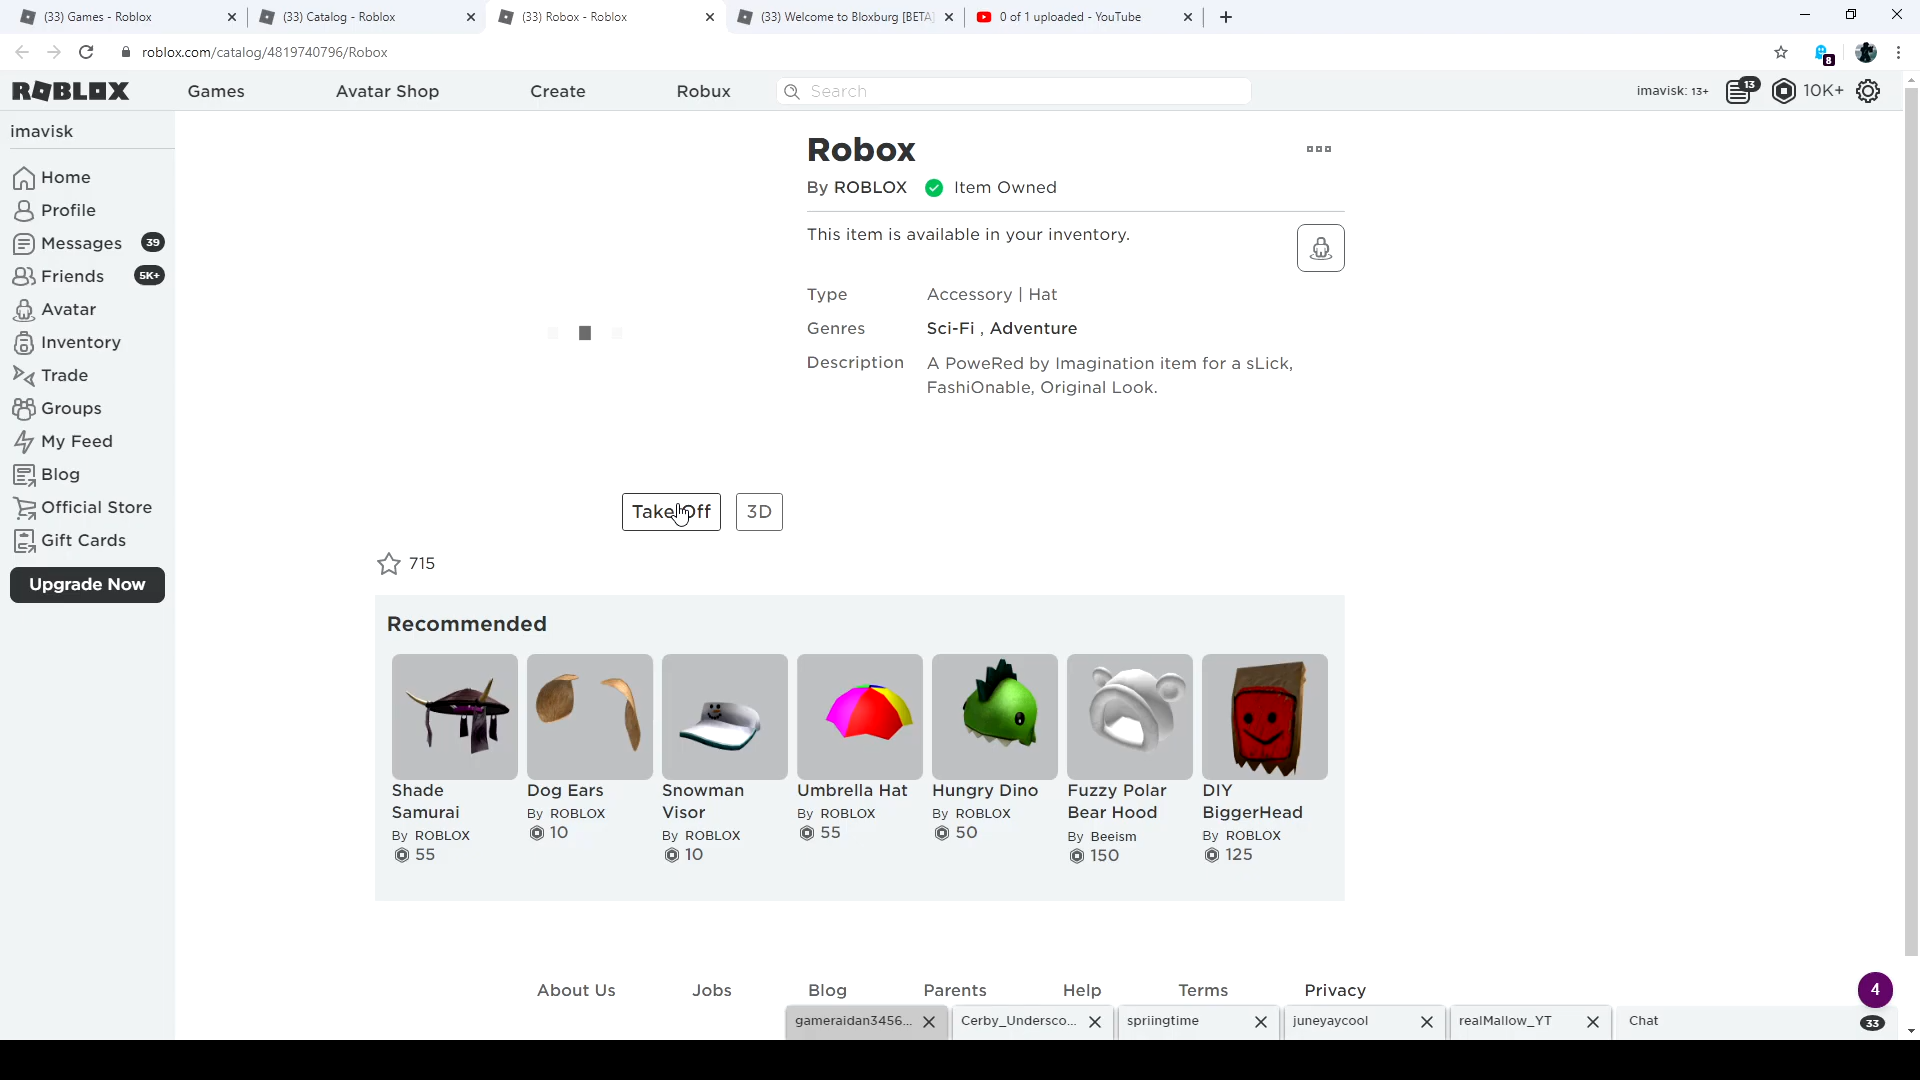 (33) Games - Roblox
(33) Catalog - Roblox
(33) Robox - Roblox
(33) Welcome to Bloxburg [BETA]
0 of 1 uploaded - YouTube
roblox.com/catalog/4819740796/Robox
8
ROBLOX
Games
Avatar Shop
Create
Robux
Search
imavisk: 13+
13
10K+
imavisk
Home
Profile
Messages 39
Friends 5K+
Avatar
Inventory
Trade
Groups
My Feed
Blog
Official Store
Gift Cards
Upgrade Now
Robox
By ROBLOX Item Owned
This item is available in your inventory.
Type Accessory | Hat
Genres Sci-Fi , Adventure
Description A PoweRed by Imagination item for a sLick,
FashiOnable, Original Look.
Take Off
3D
715
Recommended
Shade
Samurai
By ROBLOX
55
Dog Ears
By ROBLOX
10
Snowman
Visor
By ROBLOX
10
Umbrella Hat
By ROBLOX
55
Hungry Dino
By ROBLOX
50
Fuzzy Polar
Bear Hood
By Beeism
150
DIY
BiggerHead
By ROBLOX
125
About Us
Jobs
Blog
Parents
Help
Terms
Privacy
4
gameraidan3456...
Cerby_Undersco...
spriingtime
juneyaycool
realMallow_YT
Chat
33